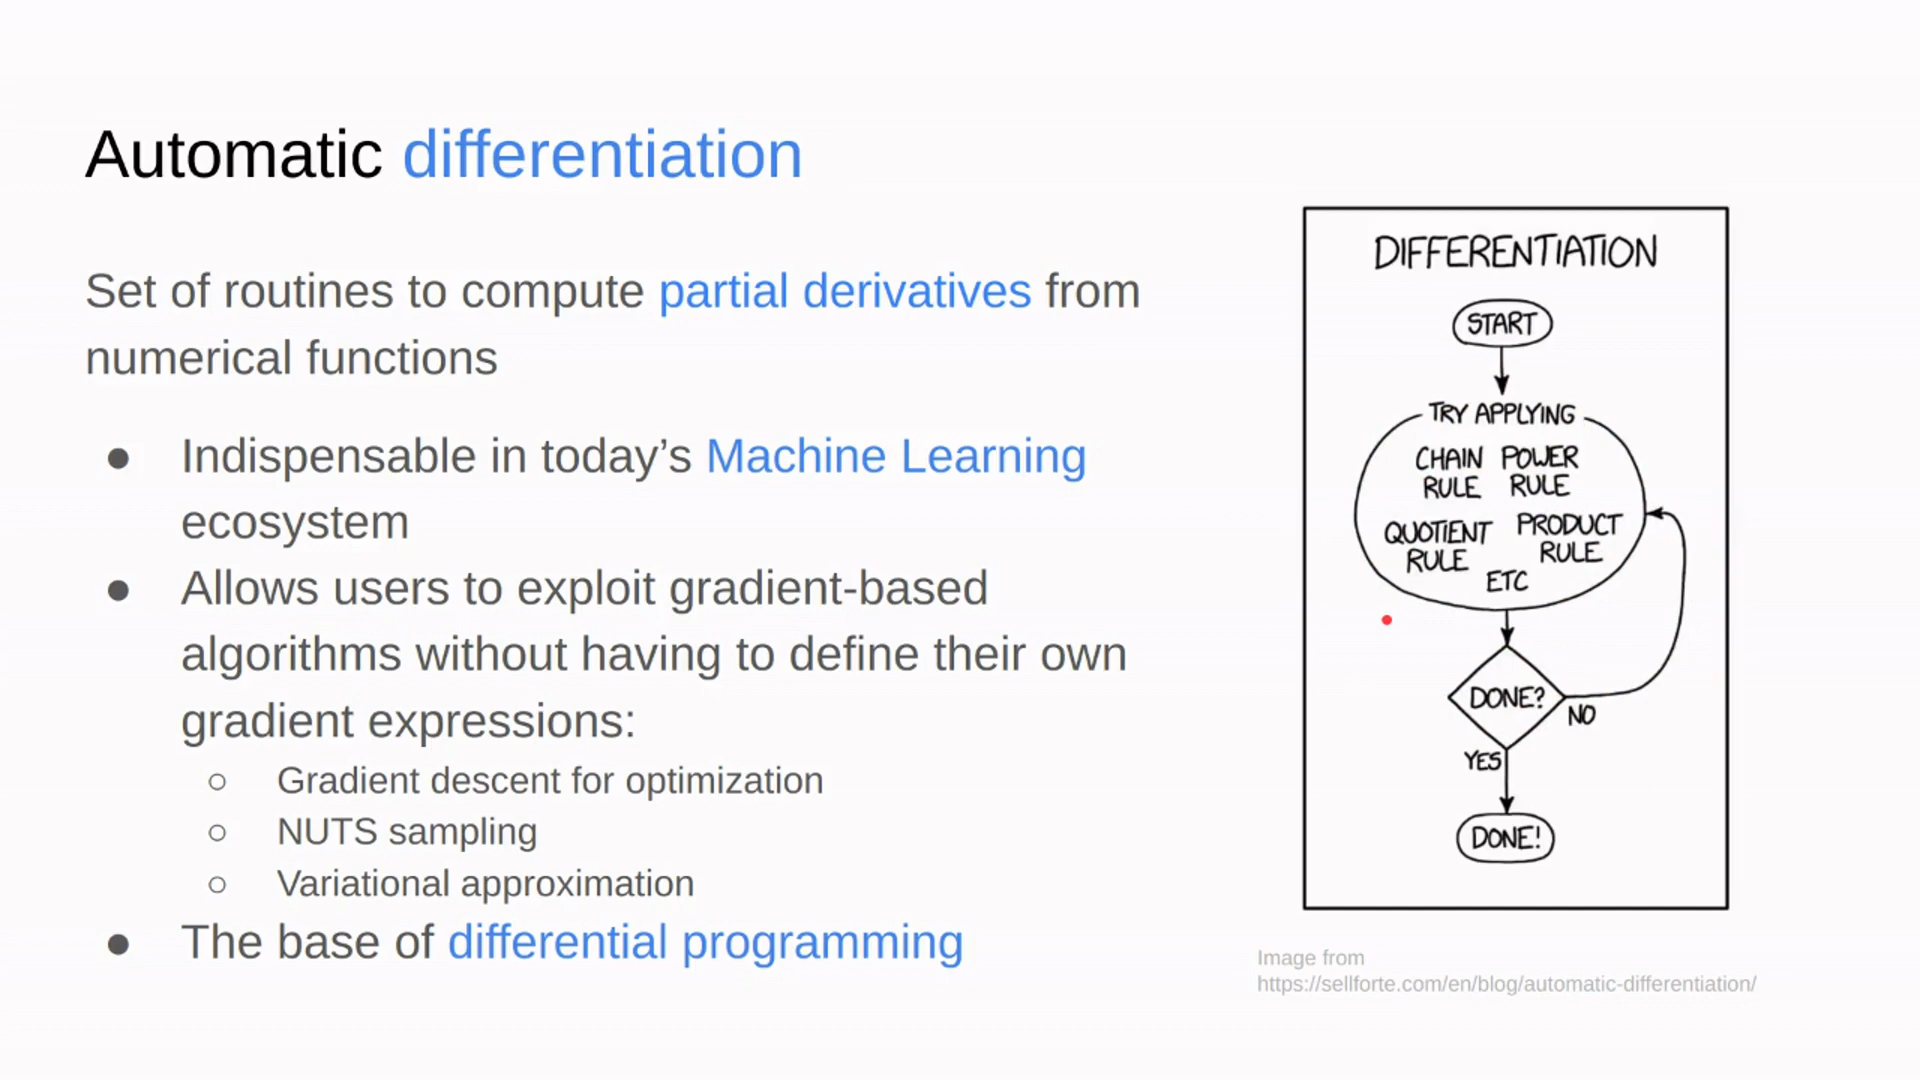 Automatic differentiation
Set of routines to compute partial derivatives from
numerical functions
● Indispensable in today’s Machine Learning
ecosystem
● Allows users to exploit gradient-based
algorithms without having to define their own
gradient expressions:
○ Gradient descent for optimization
○ NUTS sampling
○ Variational approximation
● The base of differential programming
DIFFERENTIATION
START
TRY APPLYING
CHAIN RULE
POWER RULE
QUOTIENT RULE
PRODUCT RULE
ETC
DONE?
NO
YES
DONE!
Image from
https://sellforte.com/en/blog/automatic-differentiation/